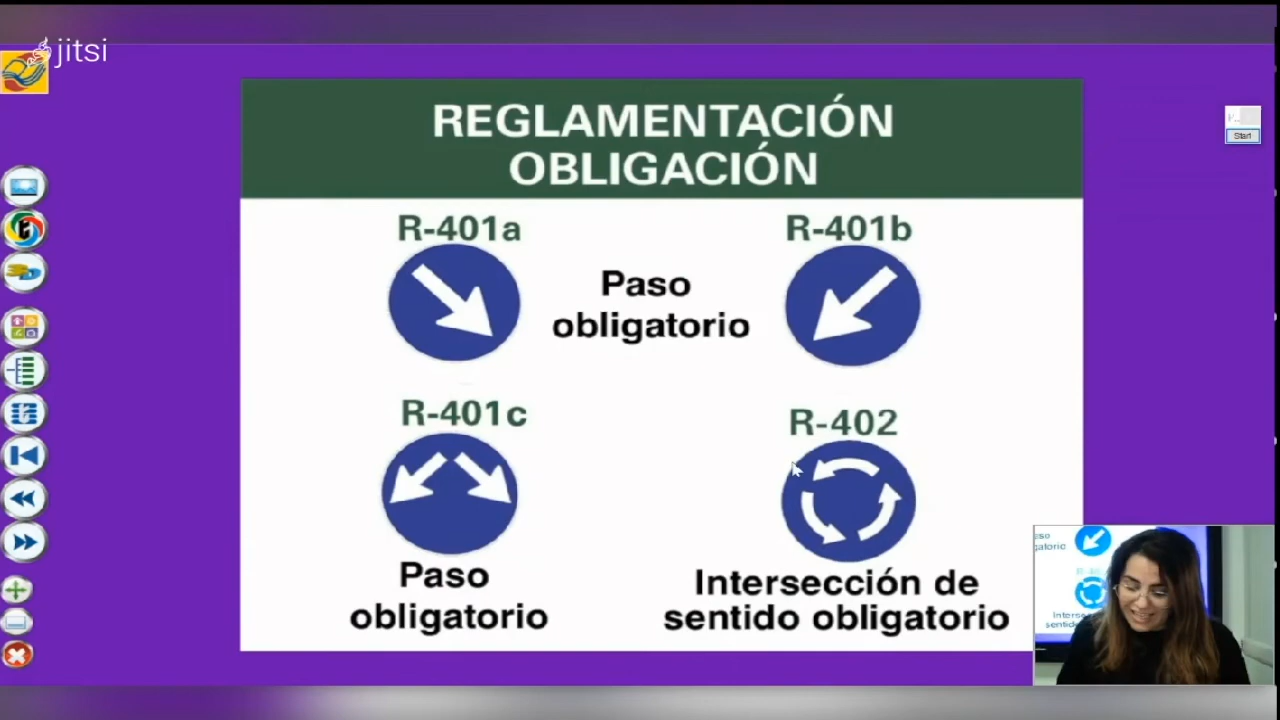 jitsi
REGLAMENTACIÓN
OBLIGACIÓN
R-401a
R-401b
Paso
obligatorio
R-401c
R-402
Paso
obligatorio
Intersección de
sentido obligatorio
Start